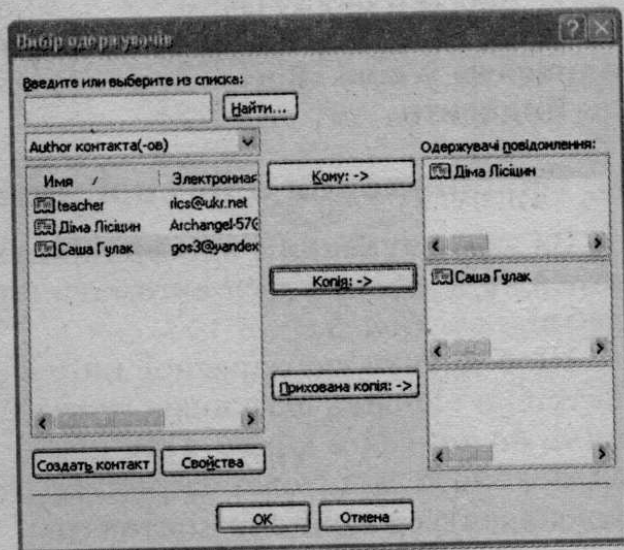 Вибір одержувачів
Введите или выберите из списка:
Найти...
Author контакта(-ов)
Имя / Электронная
teacher rics@ukr.net
Діма Лісіцин Archangel-57@
Саша Гулак gos3@yandex
Создать контакт Свойства
Кому: ->
Копія: ->
Прихована копія: ->
Одержувачі повідомлення:
Діма Лісіцин
Саша Гулак
ОК Отмена